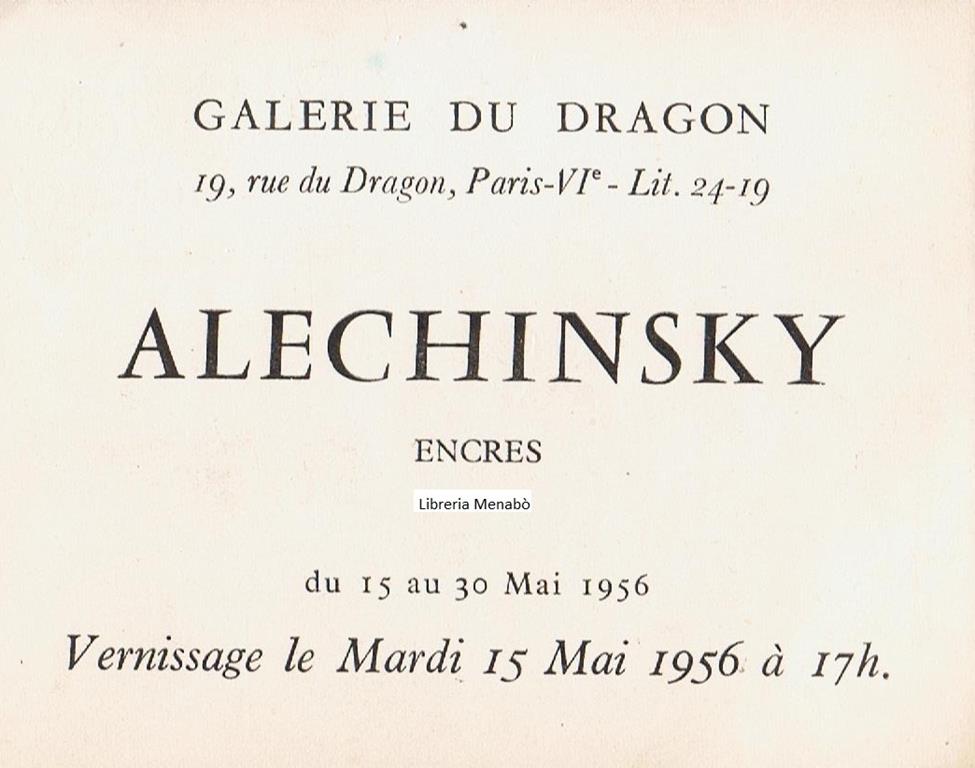 GALERIE DU DRAGON
19, rue du Dragon, Paris-VIe - Lit. 24-19
ALECHINSKY
ENCRES
Libreria Menabò
du 15 au 30 Mai 1956
Vernissage le Mardi 15 Mai 1956 à 17h.